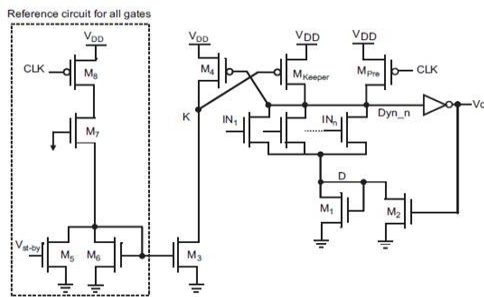 Reference circuit for all gates
VDD VDD VDD VDD
CLK M8 M4 MKeeper MPre CLK
K IN1 INn Dyn_n
M7
D
M1 M2
Vst-by M5 M6 M3